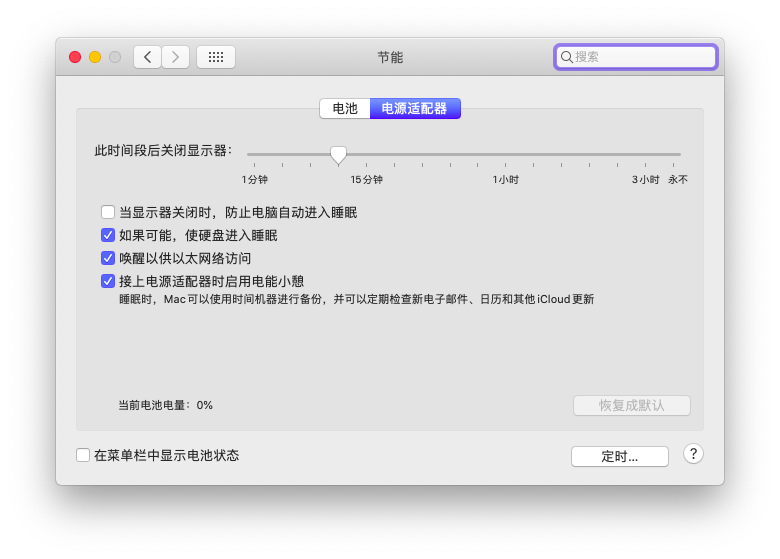 节能
搜索
电池
电源适配器
此时间段后关闭显示器：
1分钟
15分钟
1小时
3小时
永不
当显示器关闭时，防止电脑自动进入睡眠
如果可能，使硬盘进入睡眠
唤醒以供以太网络访问
接上电源适配器时启用电能小憩
睡眠时，Mac可以使用时间机器进行备份，并可以定期检查新电子邮件、日历和其他iCloud更新
当前电池电量：0%
恢复成默认
在菜单栏中显示电池状态
定时...
?